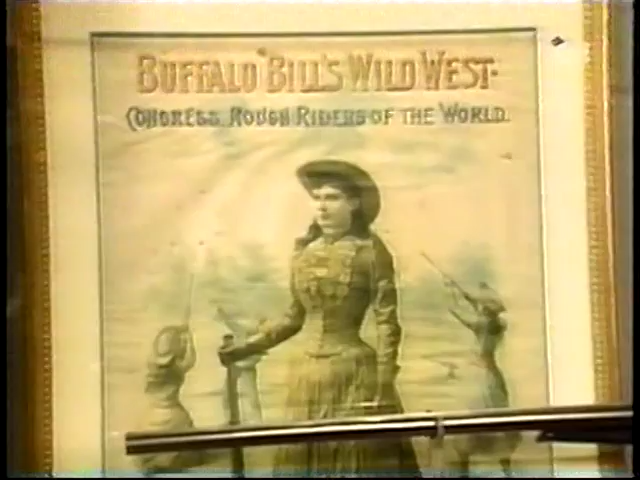 BUFFALO BILL'S WILD WEST-
CONGRESS, ROUGH RIDERS OF THE WORLD.